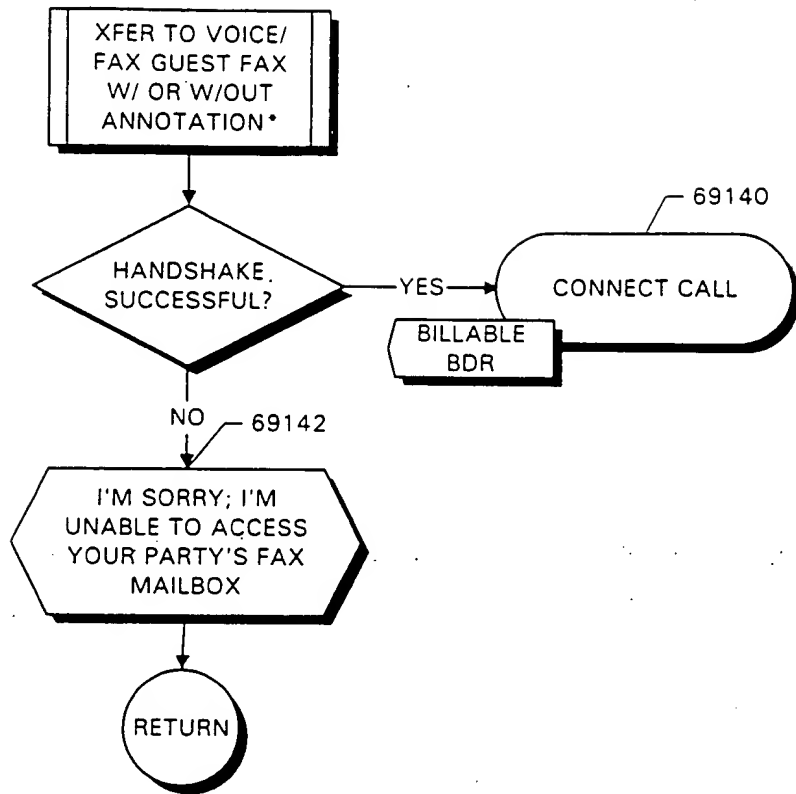 XFER TO VOICE/
FAX GUEST FAX
W/ OR W/OUT
ANNOTATION*
69140
HANDSHAKE
SUCCESSFUL?
YES
CONNECT CALL
BILLABLE
BDR
NO
69142
I'M SORRY; I'M
UNABLE TO ACCESS
YOUR PARTY'S FAX
MAILBOX
RETURN